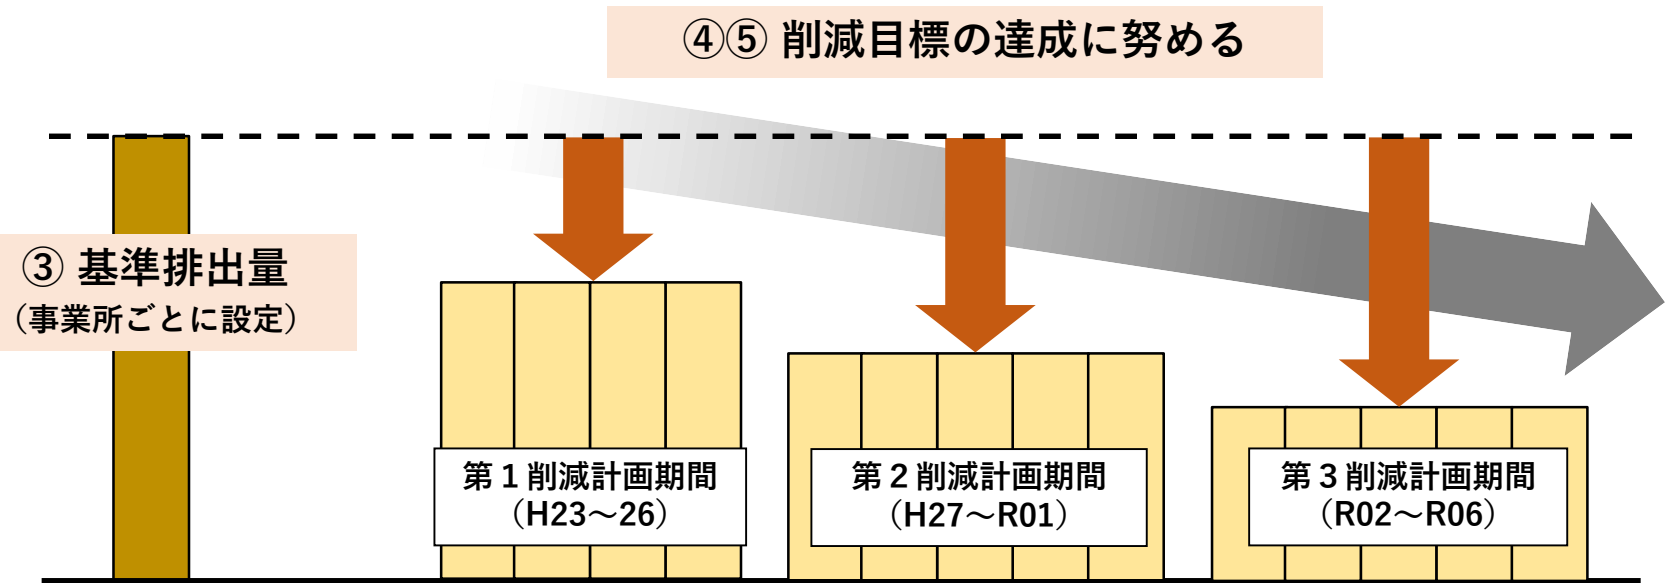 ④⑤ 削減目標の達成に努める
③ 基準排出量
（事業所ごとに設定）
第１削減計画期間
（H23～26）
第２削減計画期間
（H27～R01）
第３削減計画期間
（R02～R06）